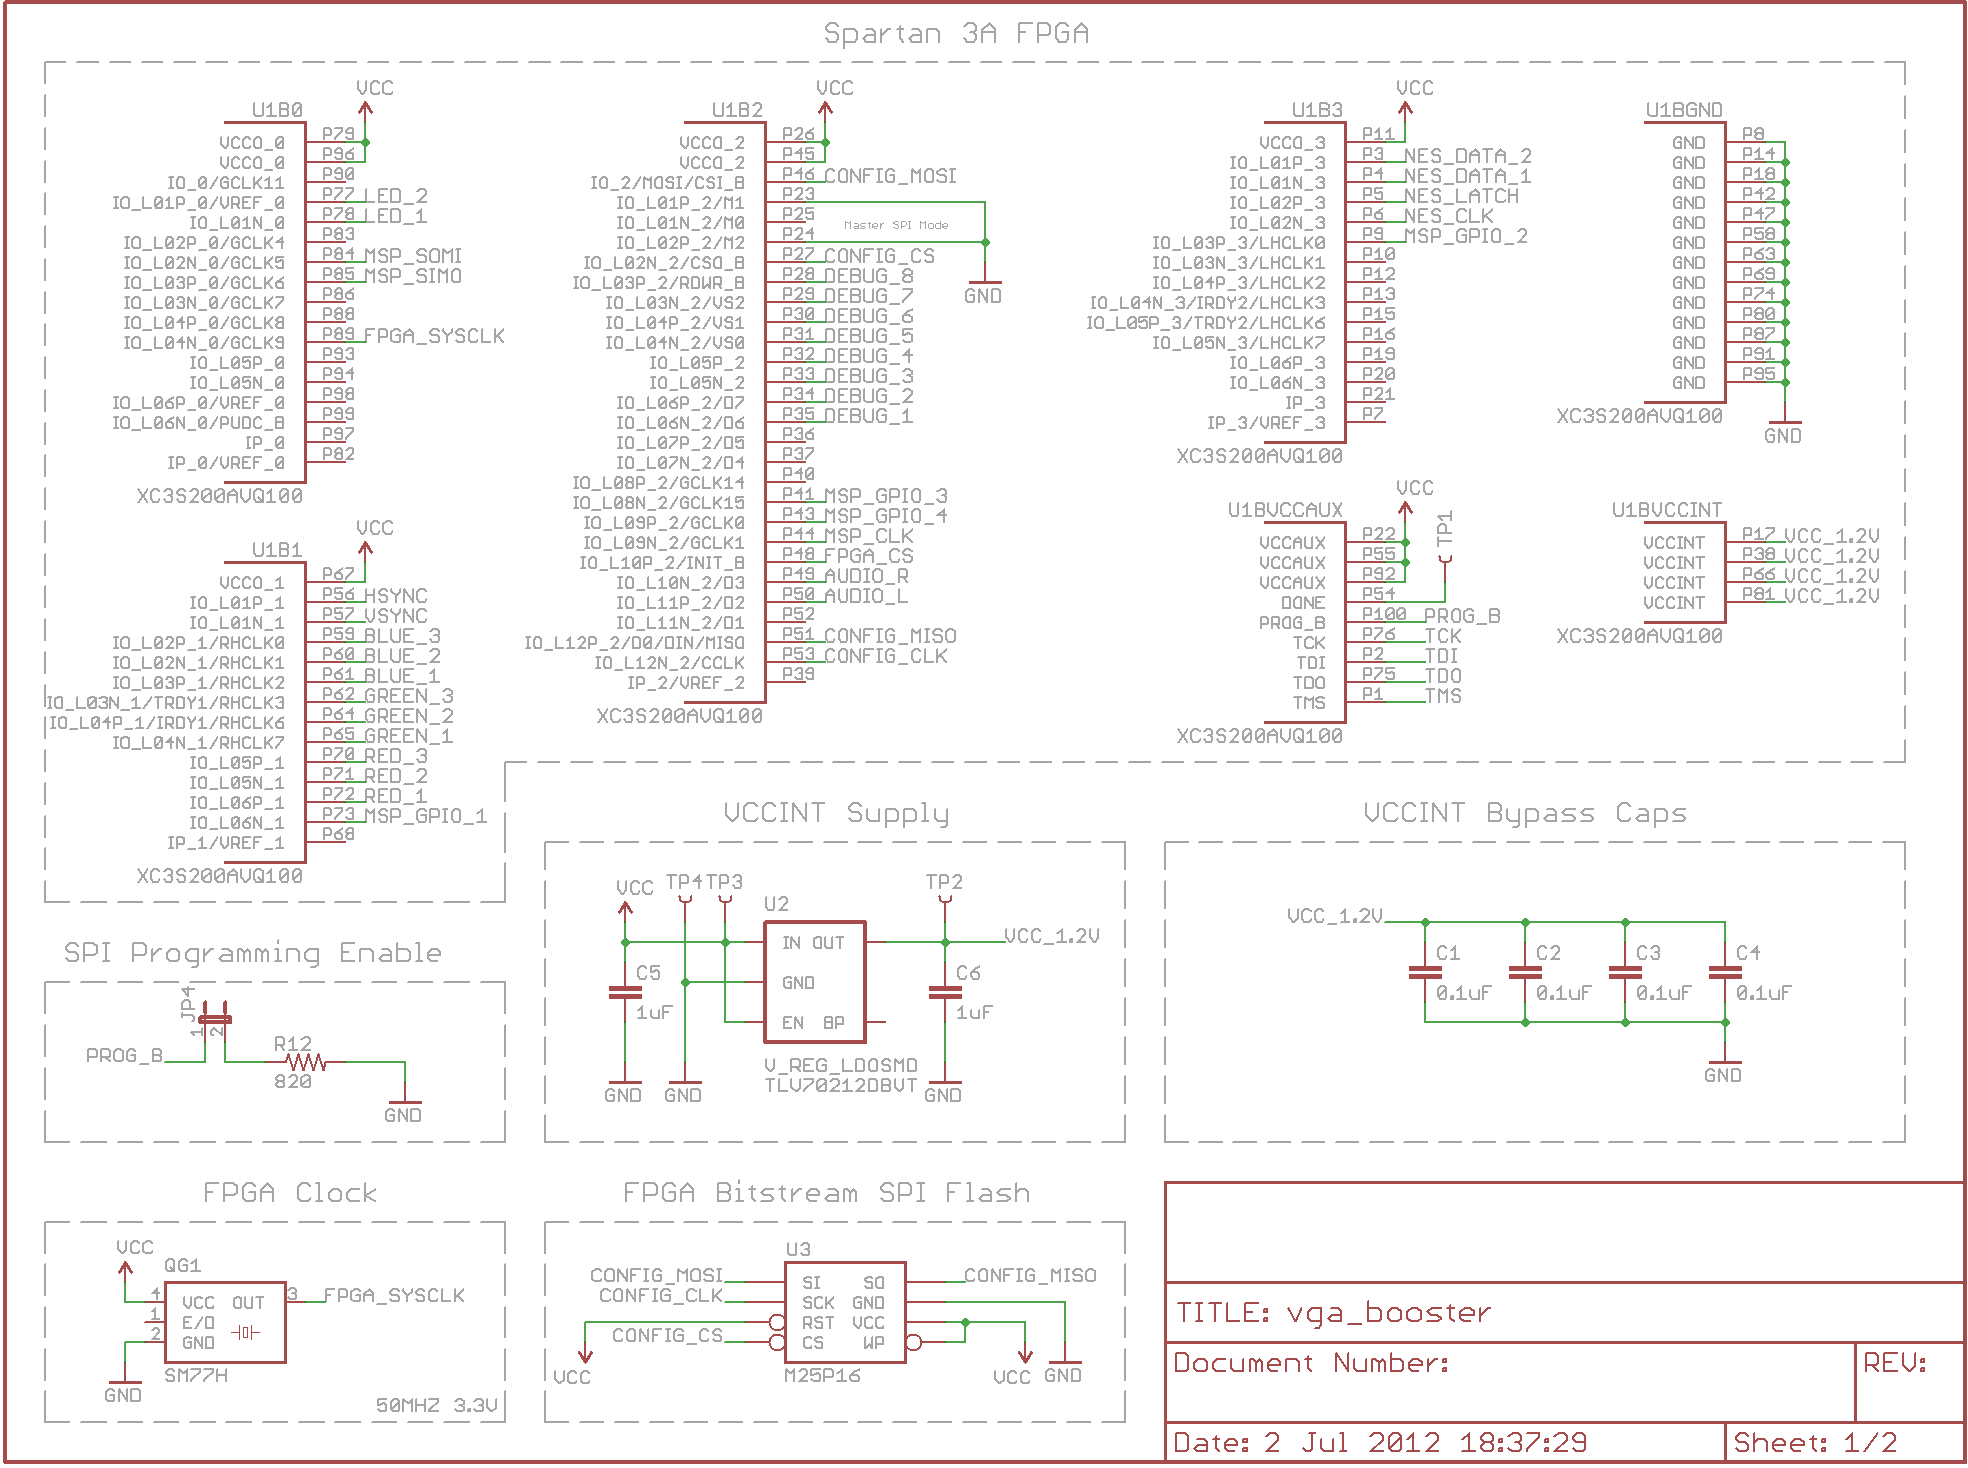 Spartan 3A FPGA
VCC
U1B0
VCCO_0 P79
VCCO_0 P96
IO_0/GCLK11 P90
IO_L01P_0/VREF_0 P77 LED_2
IO_L01N_0 P78 LED_1
IO_L02P_0/GCLK4 P83
IO_L02N_0/GCLK5 P84 MSP_SOMI
IO_L03P_0/GCLK6 P85 MSP_SIMO
IO_L03N_0/GCLK7 P86
IO_L04P_0/GCLK8 P88
IO_L04N_0/GCLK9 P89 FPGA_SYSCLK
IO_L05P_0 P93
IO_L05N_0 P94
IO_L06P_0/VREF_0 P98
IO_L06N_0/PUDC_B P99
IP_0 P97
IP_0/VREF_0 P82
XC3S200AVQ100
VCC
U1B1
VCCO_1 P67
IO_L01P_1 P56 HSYNC
IO_L01N_1 P57 VSYNC
IO_L02P_1/RHCLK0 P59 BLUE_3
IO_L02N_1/RHCLK1 P60 BLUE_2
IO_L03P_1/RHCLK2 P61 BLUE_1
IO_L03N_1/TRDY1/RHCLK3 P62 GREEN_3
IO_L04P_1/IRDY1/RHCLK6 P64 GREEN_2
IO_L04N_1/RHCLK7 P65 GREEN_1
IO_L05P_1 P70 RED_3
IO_L05N_1 P71 RED_2
IO_L06P_1 P72 RED_1
IO_L06N_1 P73 MSP_GPIO_1
IP_1/VREF_1 P68
XC3S200AVQ100
VCC
U1B2
VCCO_2 P26
VCCO_2 P45
IO_2/MOSI/CSI_B P46 CONFIG_MOSI
IO_L01P_2/M1 P23
IO_L01N_2/M0 P25
Master SPI Mode
IO_L02P_2/M2 P24
IO_L02N_2/CSO_B P27 CONFIG_CS
IO_L03P_2/RDWR_B P28 DEBUG_8
IO_L03N_2/VS2 P29 DEBUG_7
GND
IO_L04P_2/VS1 P30 DEBUG_6
IO_L04N_2/VS0 P31 DEBUG_5
IO_L05P_2 P32 DEBUG_4
IO_L05N_2 P33 DEBUG_3
IO_L06P_2/D7 P34 DEBUG_2
IO_L06N_2/D6 P35 DEBUG_1
IO_L07P_2/D5 P36
IO_L07N_2/D4 P37
IO_L08P_2/GCLK14 P40
IO_L08N_2/GCLK15 P41 MSP_GPIO_3
IO_L09P_2/GCLK0 P43 MSP_GPIO_4
IO_L09N_2/GCLK1 P44 MSP_CLK
IO_L10P_2/INIT_B P48 FPGA_CS
IO_L10N_2/D3 P49 AUDIO_R
IO_L11P_2/D2 P50 AUDIO_L
IO_L11N_2/D1 P52
IO_L12P_2/D0/DIN/MISO P51 CONFIG_MISO
IO_L12N_2/CCLK P53 CONFIG_CLK
IP_2/VREF_2 P39
XC3S200AVQ100
VCC
U1B3
VCCO_3 P11
IO_L01P_3 P3 NES_DATA_2
IO_L01N_3 P4 NES_DATA_1
IO_L02P_3 P5 NES_LATCH
IO_L02N_3 P6 NES_CLK
IO_L03P_3/LHCLK0 P9 MSP_GPIO_2
IO_L03N_3/LHCLK1 P10
IO_L04P_3/LHCLK2 P12
IO_L04N_3/IRDY2/LHCLK3 P13
IO_L05P_3/TRDY2/LHCLK6 P15
IO_L05N_3/LHCLK7 P16
IO_L06P_3 P19
IO_L06N_3 P20
IP_3 P21
IP_3/VREF_3 P7
XC3S200AVQ100
U1BGND
GND P8
GND P14
GND P18
GND P42
GND P47
GND P58
GND P63
GND P69
GND P74
GND P80
GND P87
GND P91
GND P95
XC3S200AVQ100
GND
VCC
U1BVCCAUX
TP1
VCCAUX P22
VCCAUX P55
VCCAUX P92
DONE P54
PROG_B P100 PROG_B
TCK P76 TCK
TDI P2 TDI
TDO P75 TDO
TMS P1 TMS
XC3S200AVQ100
U1BVCCINT
VCCINT P17 VCC_1.2V
VCCINT P38 VCC_1.2V
VCCINT P66 VCC_1.2V
VCCINT P81 VCC_1.2V
XC3S200AVQ100
SPI Programming Enable
JP4
1 2
PROG_B
R12
820
GND
VCCINT Supply
VCC TP4 TP3 TP2
U2
IN OUT
VCC_1.2V
C5
1uF
GND
C6
1uF
EN BP
V_REG_LDOSMD
TLV70212DBVT
GND GND GND
VCCINT Bypass Caps
VCC_1.2V
C1 C2 C3 C4
0.1uF 0.1uF 0.1uF 0.1uF
GND
FPGA Clock
VCC
QG1
4 VCC OUT 3 FPGA_SYSCLK
1 E/D
2 GND
SM77H
GND
50MHZ 3.3V
FPGA Bitstream SPI Flash
U3
CONFIG_MOSI SI SO CONFIG_MISO
CONFIG_CLK SCK GND
RST VCC
CONFIG_CS CS WP
VCC M25P16 VCC GND
TITLE: vga_booster
Document Number:
REV:
Date: 2 Jul 2012 18:37:29
Sheet: 1/2